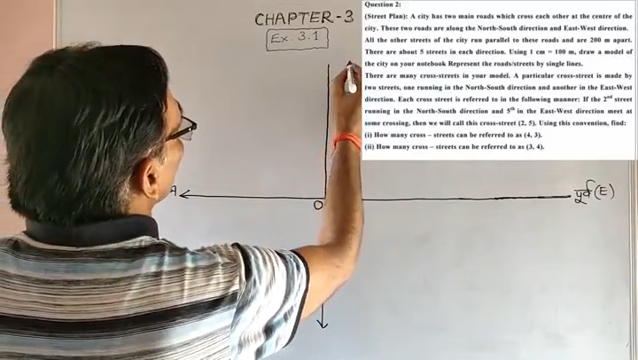 CHAPTER-3
Ex. 3.1
Question 2:
(Street Plan): A city has two main roads which cross each other at the centre of the
city. These two roads are along the North-South direction and East-West direction.
All the other streets of the city run parallel to these roads and are 200 m apart.
There are about 5 streets in each direction. Using 1 cm = 100 m, draw a model of
the city on your notebook Represent the roads/streets by single lines.
There are many cross-streets in your model. A particular cross-street is made by
two streets, one running in the North-South direction and another in the East-West
direction. Each cross street is referred to in the following manner: If the 2nd street
running in the North-South direction and 5th in the East-West direction meet at
some crossing, then we will call this cross-street (2, 5). Using this convention, find:
(i) How many cross – streets can be referred to as (4, 3).
(ii) How many cross – streets can be referred to as (3, 4).
पूर्व (E)
O